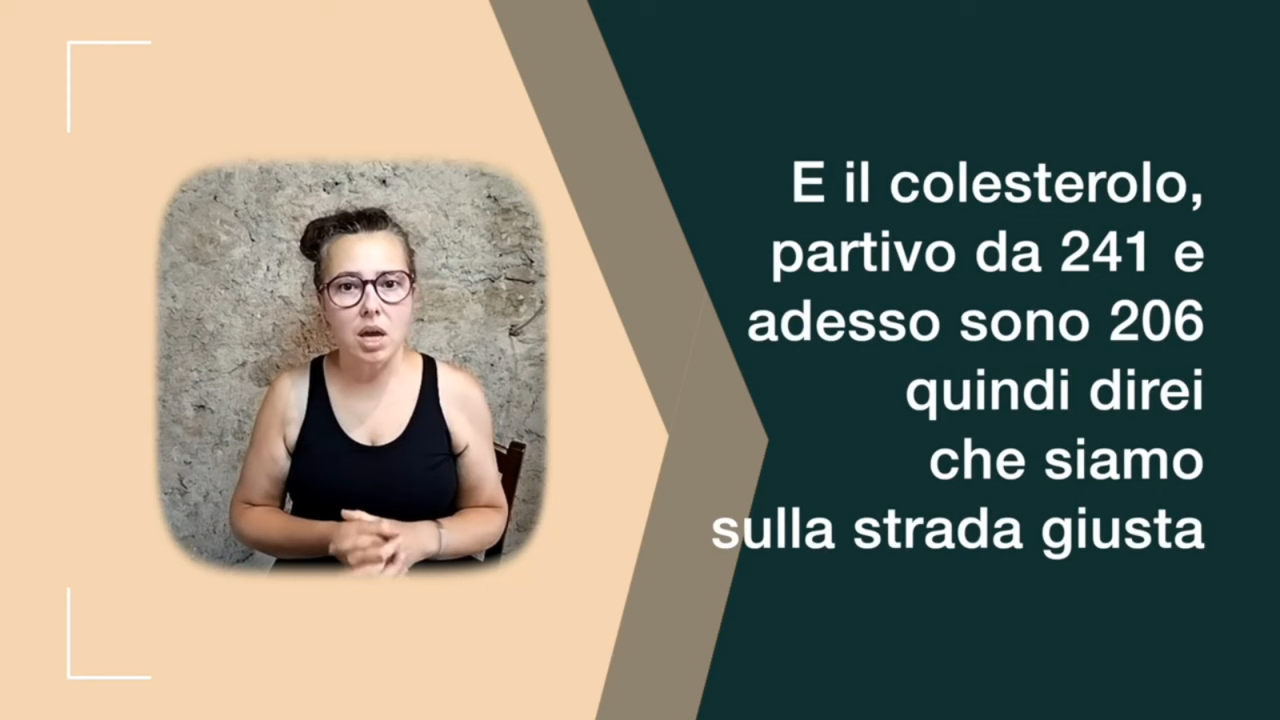 E il colesterolo,
partivo da 241 e
adesso sono 206
quindi direi
che siamo
sulla strada giusta